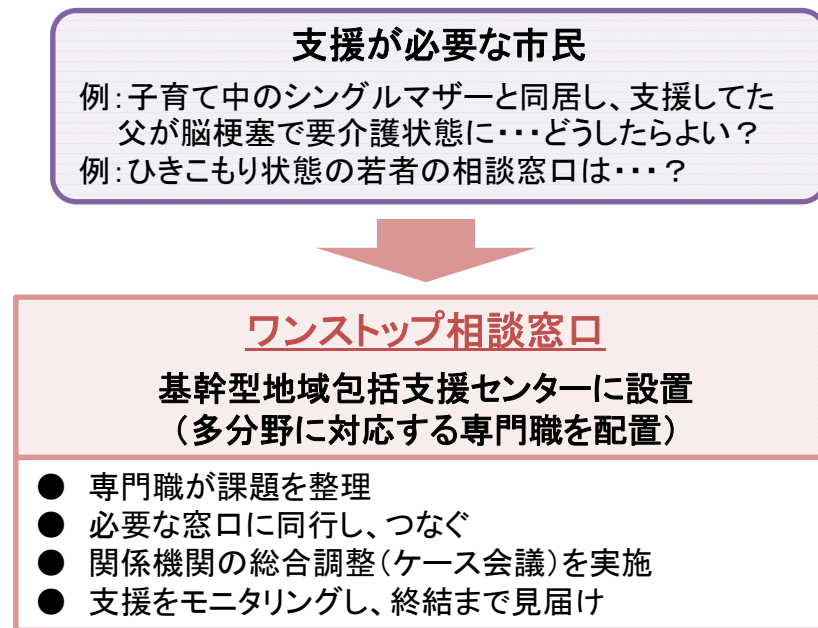 支援が必要な市民
例：子育て中のシングルマザーと同居し、支援してた
父が脳梗塞で要介護状態に・・・どうしたらよい？
例：ひきこもり状態の若者の相談窓口は・・・？
ワンストップ相談窓口
基幹型地域包括支援センターに設置
（多分野に対応する専門職を配置）
● 専門職が課題を整理
● 必要な窓口に同行し、つなぐ
● 関係機関の総合調整（ケース会議）を実施
● 支援をモニタリングし、終結まで見届け